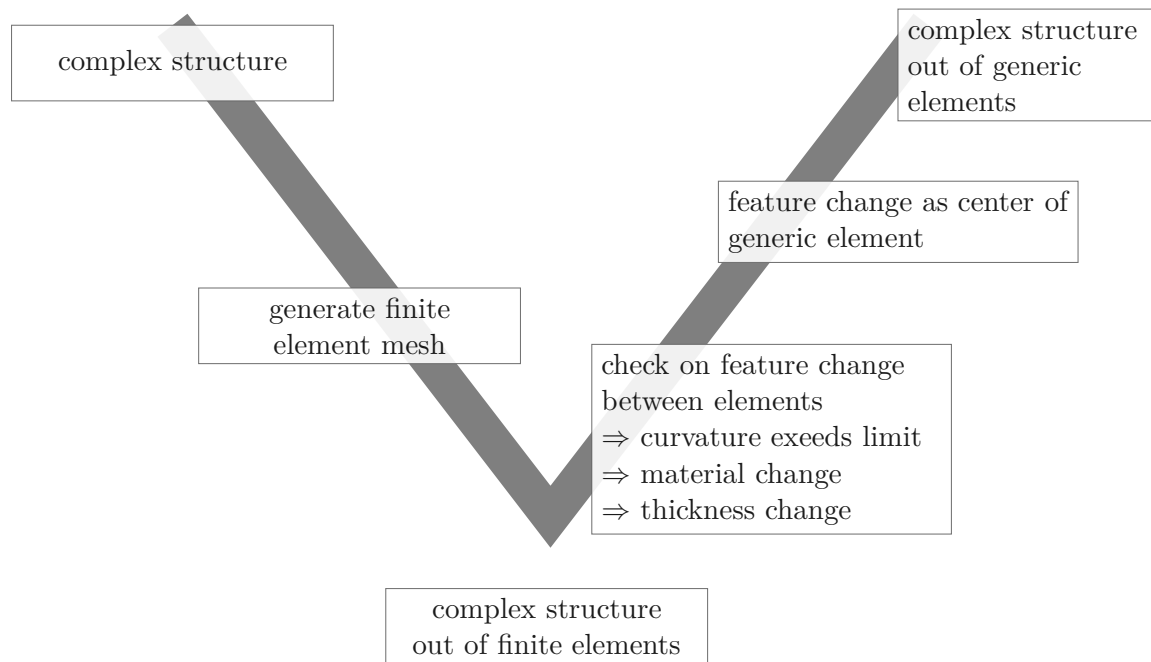 complex structure
generate finite
element mesh
complex structure
out of finite elements
check on feature change
between elements
⇒ curvature exeeds limit
⇒ material change
⇒ thickness change
feature change as center of
generic element
complex structure
out of generic
elements